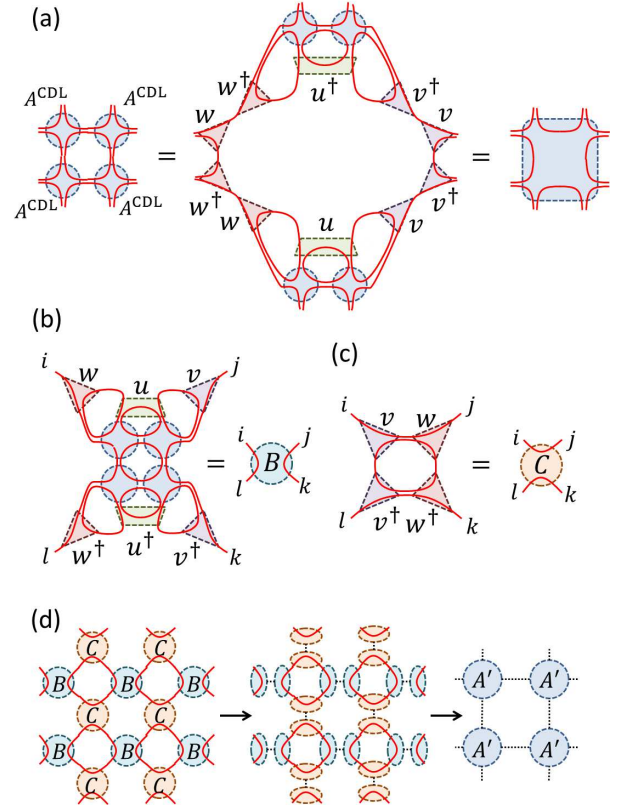 (a)
A^CDL A^CDL
A^CDL A^CDL
=
w† u† v†
w v
w† v†
w u v
=
(b)
i w u v j
l w† u† v† k
=
i j
B
l k
(c)
i v w j
l v† w† k
=
i j
C
l k
(d)
C C
B B B
C C
B B B
C C
A' A'
A' A'